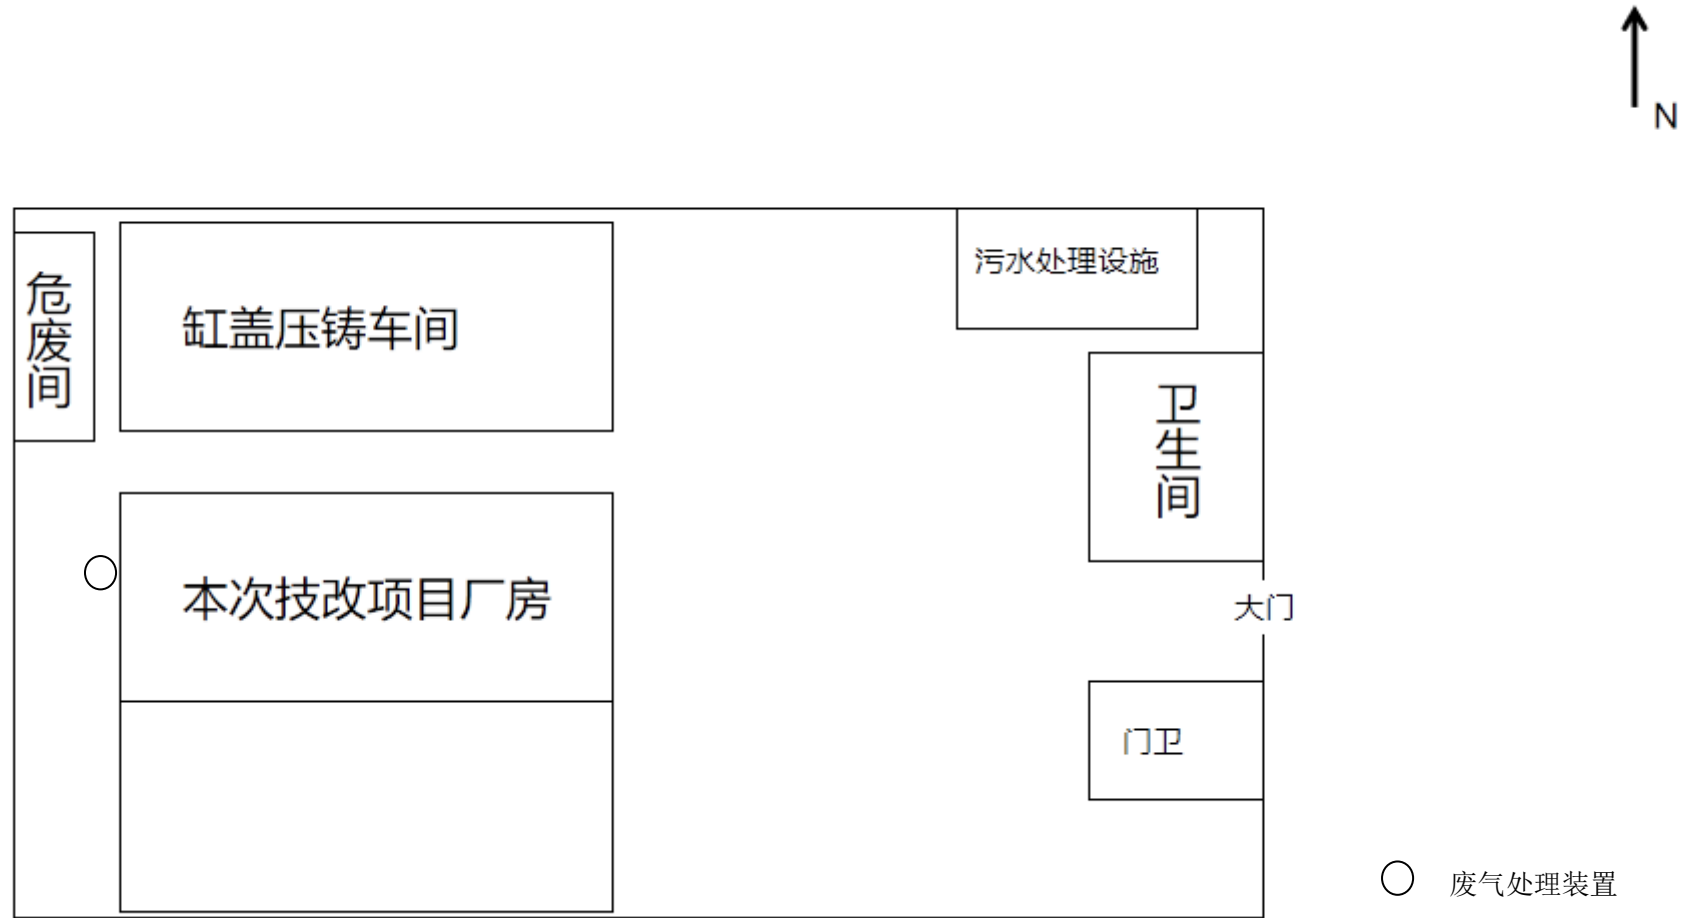 N
污水处理设施
危废间
缸盖压铸车间
卫生间
本次技改项目厂房
大门
门卫
废气处理装置